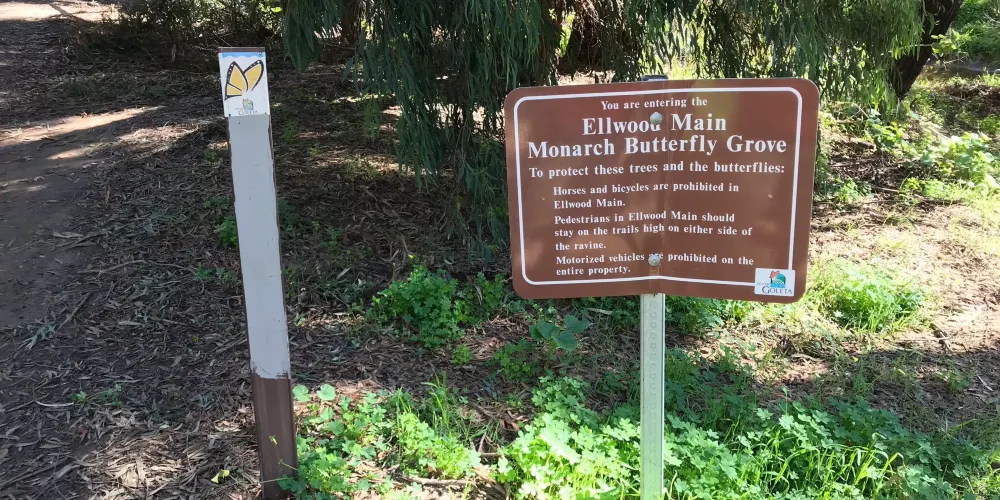 You are entering the
Ellwood Main
Monarch Butterfly Grove
To protect these trees and the butterflies:
Horses and bicycles are prohibited in
Ellwood Main.
Pedestrians in Ellwood Main should
stay on the trails high on either side of
the ravine.
Motorized vehicles are prohibited on the
entire property.
GOLETA